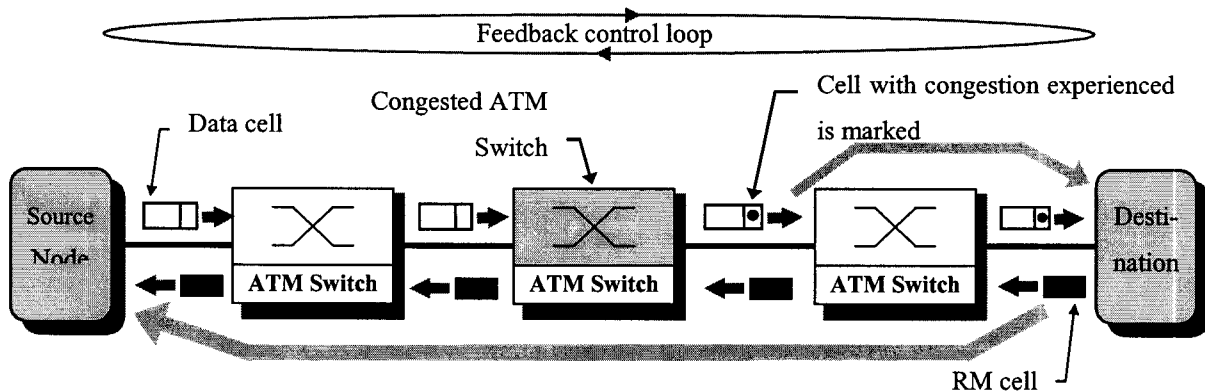 Feedback control loop
Cell with congestion experienced
is marked
Congested ATM
Switch
Data cell
Source
Node
ATM Switch
ATM Switch
ATM Switch
Desti-
nation
RM cell